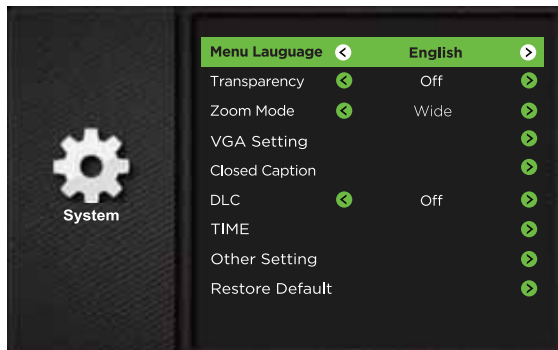 Menu Lauguage English
Transparency Off
Zoom Mode Wide
VGA Setting
Closed Caption
DLC Off
System
TIME
Other Setting
Restore Default